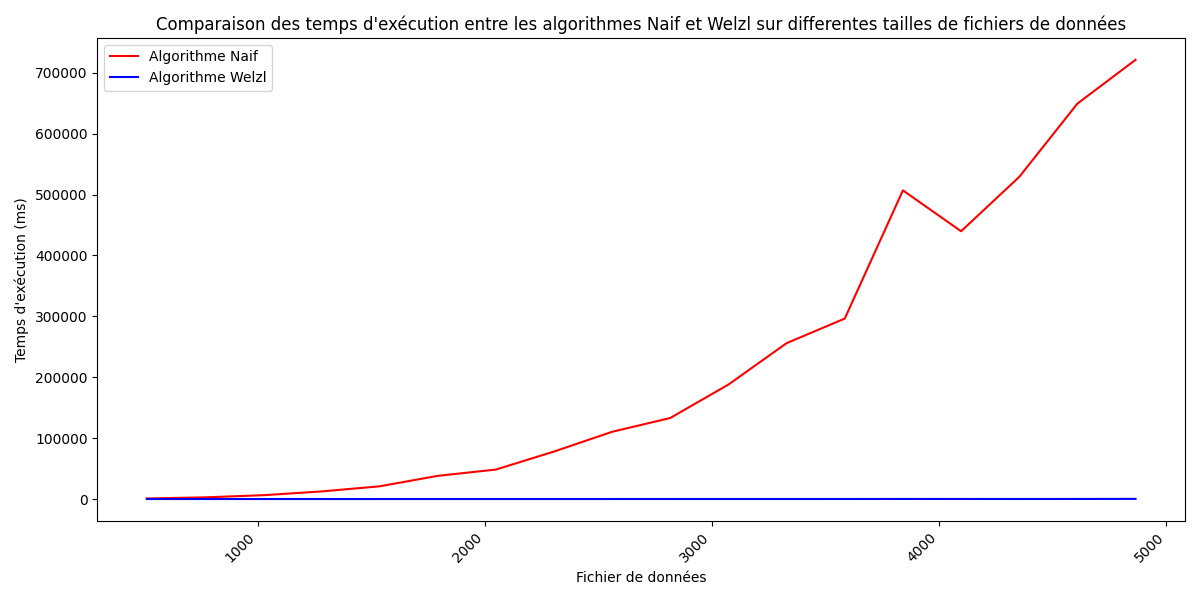 Comparaison des temps d'exécution entre les algorithmes Naif et Welzl sur differentes tailles de fichiers de données
Algorithme Naif
Algorithme Welzl
Temps d'exécution (ms)
700000
600000
500000
400000
300000
200000
100000
0
1000
2000
3000
4000
5000
Fichier de données